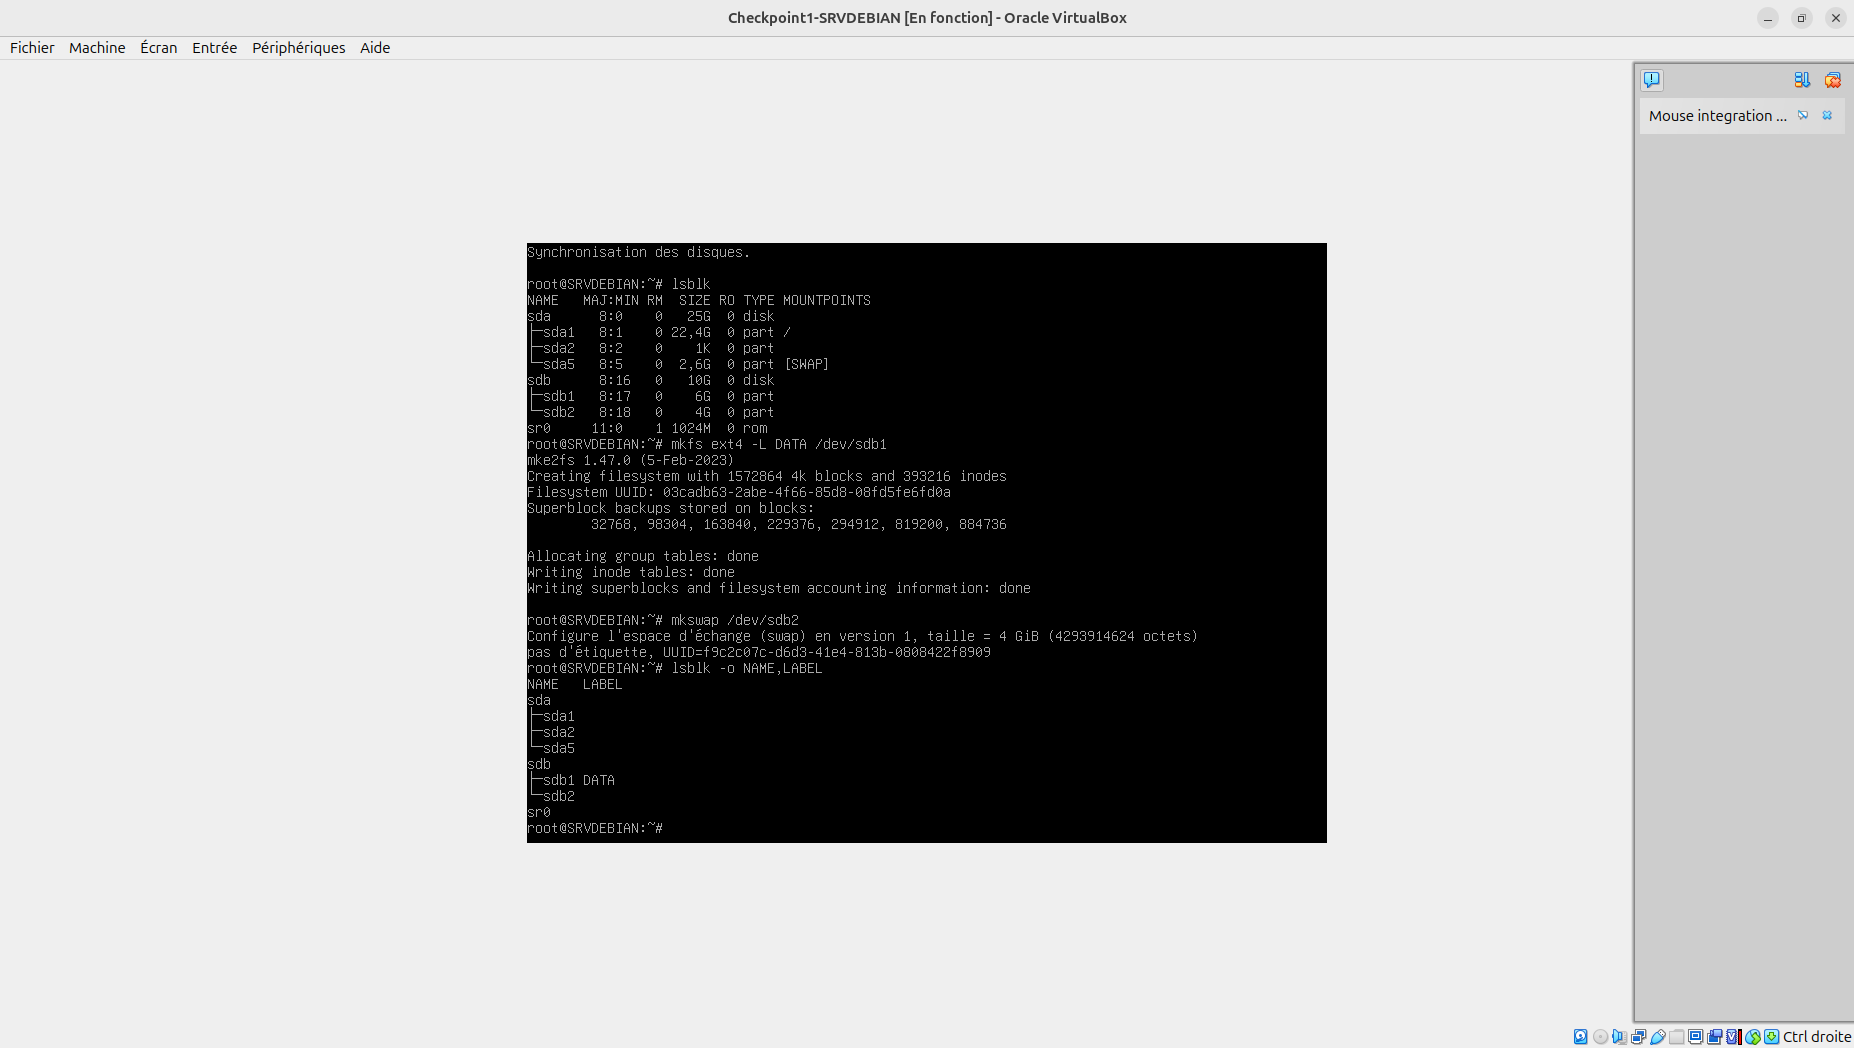 Checkpoint1-SRVDEBIAN [En fonction] - Oracle VirtualBox
Fichier Machine Écran Entrée Périphériques Aide
Mouse integration ...
Synchronisation des disques.
root@SRVDEBIAN:~# lsblk
NAME   MAJ:MIN RM  SIZE RO TYPE MOUNTPOINTS
sda      8:0    0   25G  0 disk
├─sda1   8:1    0 22,4G  0 part /
├─sda2   8:2    0    1K  0 part
└─sda5   8:5    0  2,6G  0 part [SWAP]
sdb      8:16   0   10G  0 disk
├─sdb1   8:17   0    6G  0 part
└─sdb2   8:18   0    4G  0 part
sr0     11:0    1 1024M  0 rom
root@SRVDEBIAN:~# mkfs ext4 -L DATA /dev/sdb1
mke2fs 1.47.0 (5-Feb-2023)
Creating filesystem with 1572864 4k blocks and 393216 inodes
Filesystem UUID: 03cadb63-2abe-4f66-85d8-08fd5fe6fd0a
Superblock backups stored on blocks:
        32768, 98304, 163840, 229376, 294912, 819200, 884736
Allocating group tables: done
Writing inode tables: done
Writing superblocks and filesystem accounting information: done
root@SRVDEBIAN:~# mkswap /dev/sdb2
Configure l'espace d'échange (swap) en version 1, taille = 4 GiB (4293914624 octets)
pas d'étiquette, UUID=f9c2c07c-d6d3-41e4-813b-0808422f8909
root@SRVDEBIAN:~# lsblk -o NAME,LABEL
NAME   LABEL
sda
├─sda1
├─sda2
└─sda5
sdb
├─sdb1 DATA
└─sdb2
sr0
root@SRVDEBIAN:~#
Ctrl droite